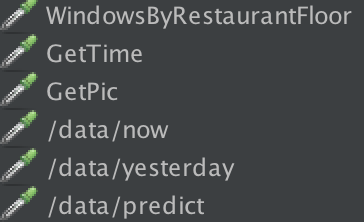 WindowsByRestaurantFloor
GetTime
GetPic
/data/now
/data/yesterday
/data/predict